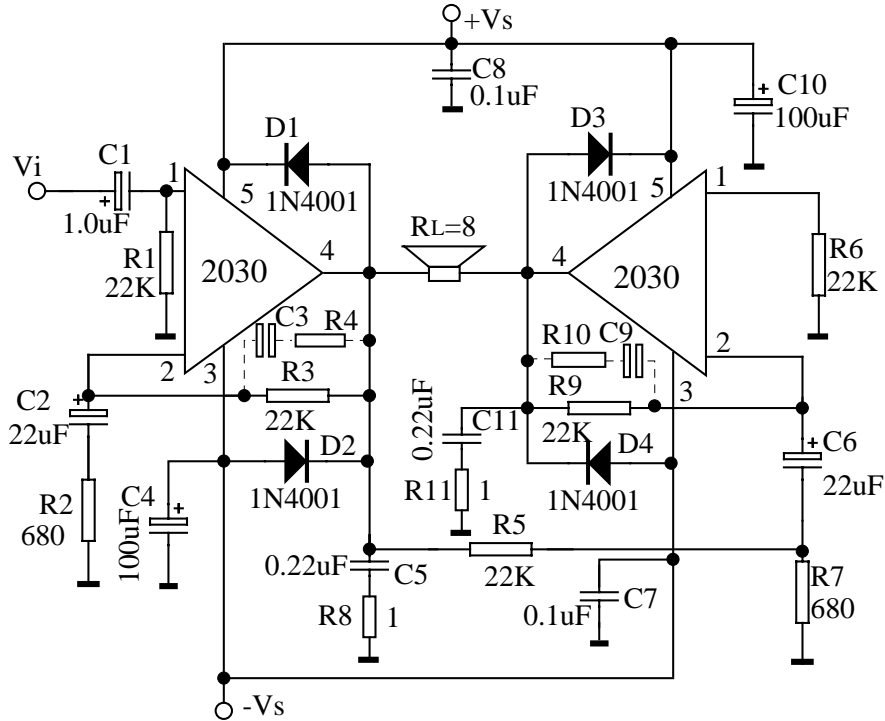 +Vs
C8
0.1uF
C10
100uF
+
D1
1N4001
D3
1N4001
C1
+
1.0uF
Vi
1
5
5
1
RL=8
R1
22K
2030
4
4
2030
R6
22K
C3
R4
R10
C9
2
3
3
2
R3
22K
R9
22K
C2
+
22uF
0.22uF
C11
D4
1N4001
C6
+
22uF
D2
1N4001
R2
680
C4
+
100uF
R11
1
R5
22K
0.22uF
C5
R8
1
0.1uF
C7
R7
680
-Vs